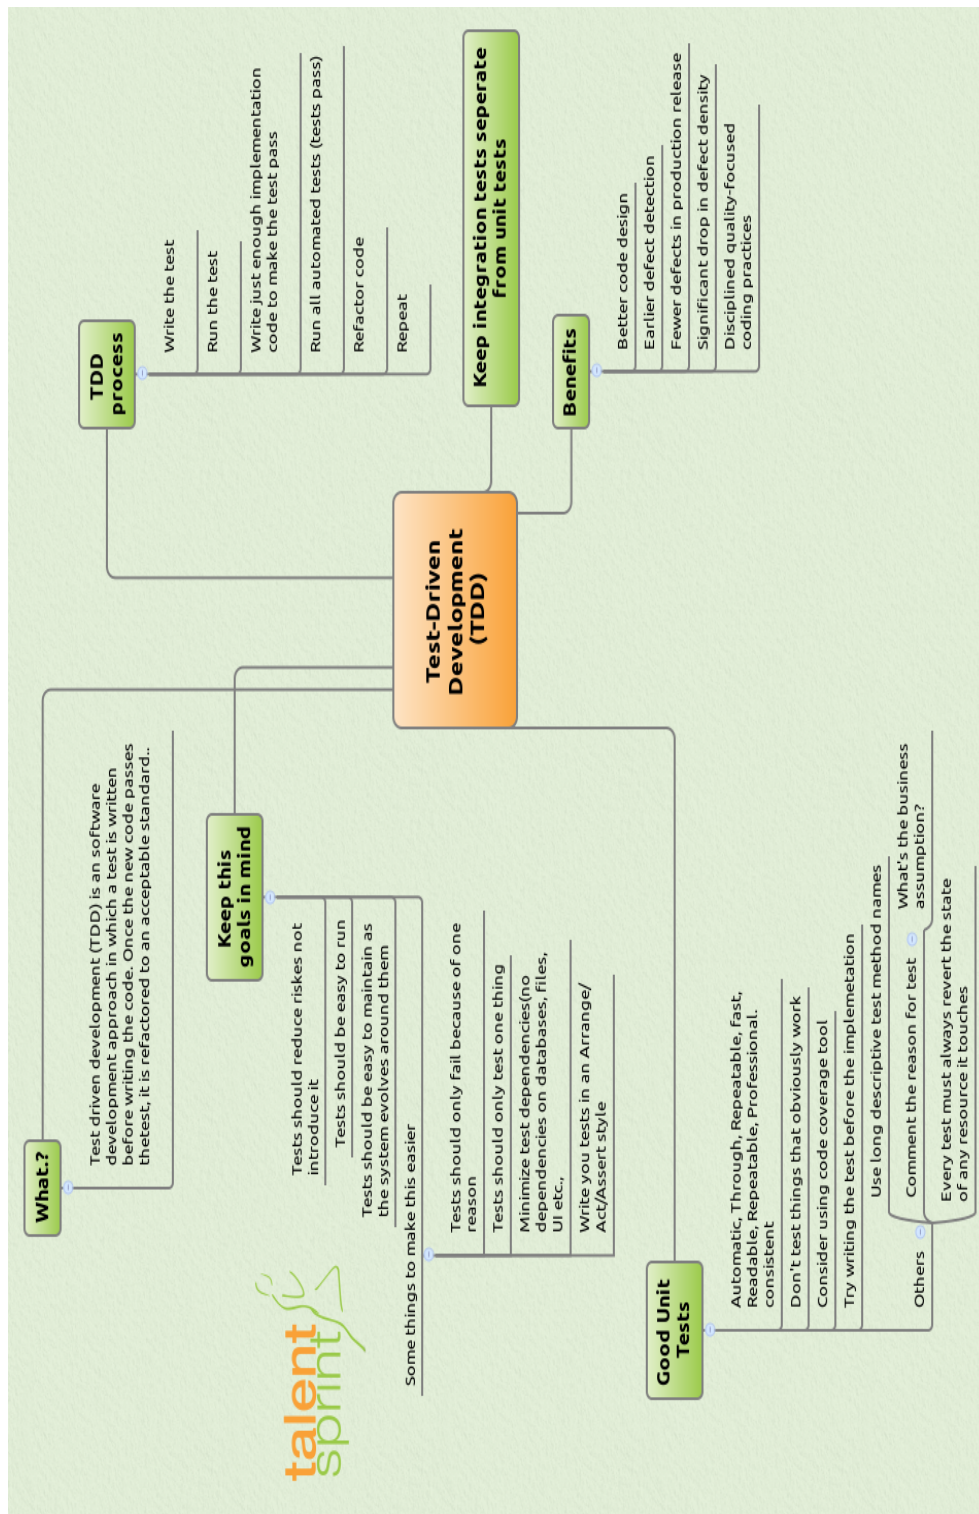 What.?
Test driven development (TDD) is an software
development approach in which a test is written
before writing the code. Once the new code passes
thetest, it is refactored to an acceptable standard..
Keep this
goals in mind
Tests should reduce riskes not
introduce it
Tests should be easy to run
Tests should be easy to maintain as
the system evolves around them
Some things to make this easier
Tests should only fail because of one
reason
Tests should only test one thing
Minimize test dependencies(no
dependencies on databases, files,
UI etc.,
Write you tests in an Arrange/
Act/Assert style
talent
sprint
Good Unit
Tests
Automatic, Through, Repeatable, fast,
Readable, Repeatable, Professional.
consistent
Don't test things that obviously work
Consider using code coverage tool
Try writing the test before the implemetation
Others
Use long descriptive test method names
Comment the reason for test
What's the business
assumption?
Every test must always revert the state
of any resource it touches
Test-Driven
Development
(TDD)
TDD
process
Write the test
Run the test
Write just enough implementation
code to make the test pass
Run all automated tests (tests pass)
Refactor code
Repeat
Keep integration tests seperate
from unit tests
Benefits
Better code design
Earlier defect detection
Fewer defects in production release
Significant drop in defect density
Disciplined quality-focused
coding practices